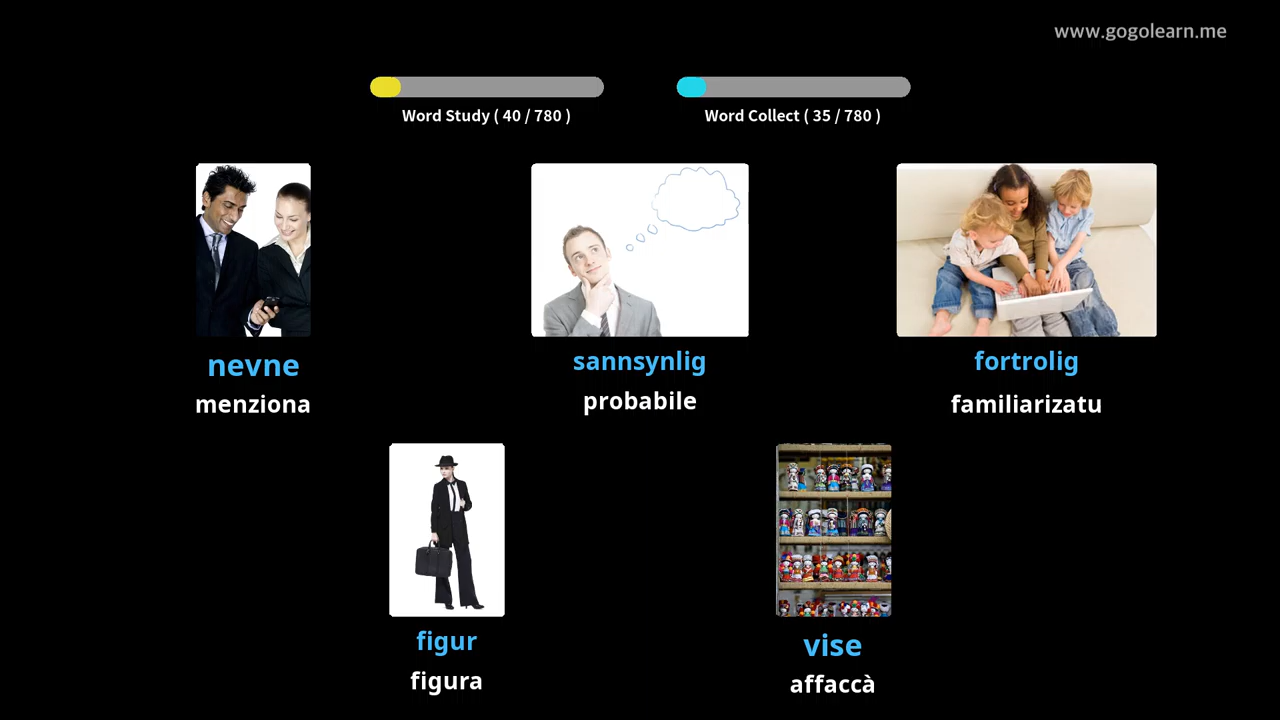 www.gogolearn.me
Word Study ( 40 / 780 )
Word Collect ( 35 / 780 )
nevne
menziona
sannsynlig
probabile
fortrolig
familiarizatu
figur
figura
vise
affaccà